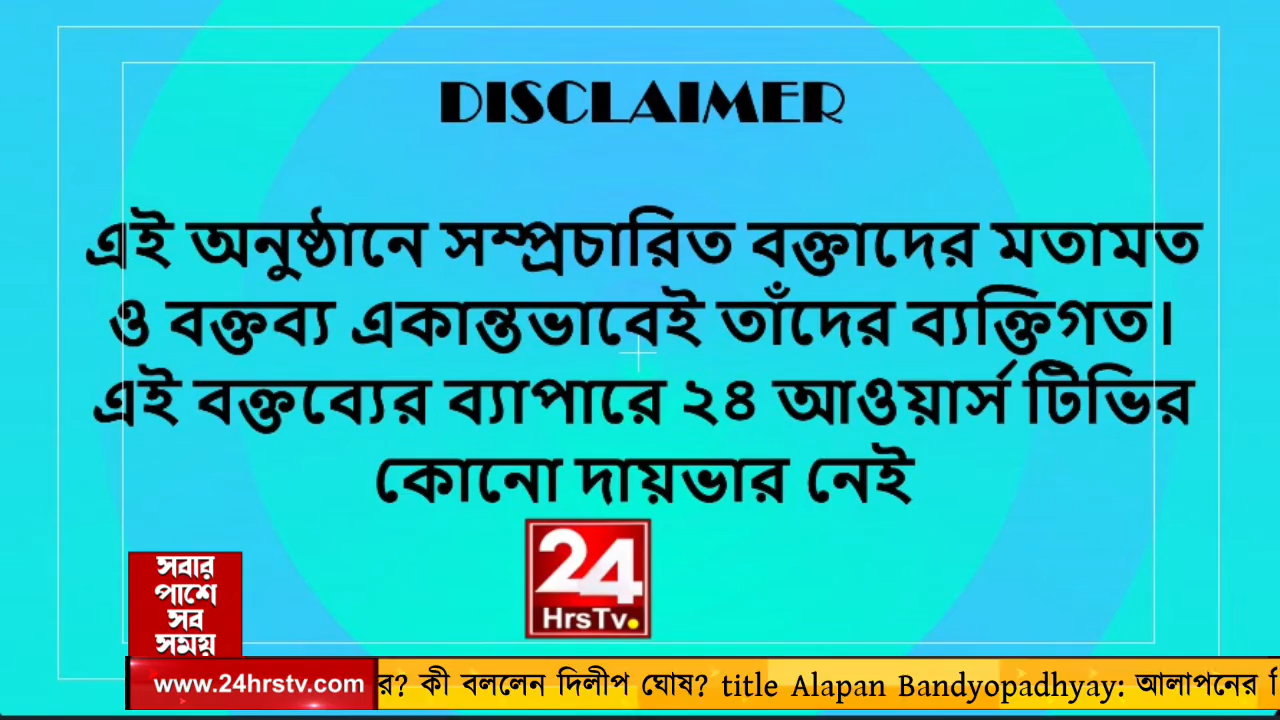 DISCLAIMER
এই অনুষ্ঠানে সম্প্রচারিত বক্তাদের মতামত
ও বক্তব্য একান্তভাবেই তাঁদের ব্যক্তিগত।
এই বক্তব্যের ব্যাপারে ২৪ আওয়ার্স টিভির
কোনো দায়ভার নেই
24
HrsTv.
সবার
পাশে
সব
সময়
www.24hrstv.com
র? কী বললেন দিলীপ ঘোষ? title Alapan Bandyopadhyay: আলাপনের